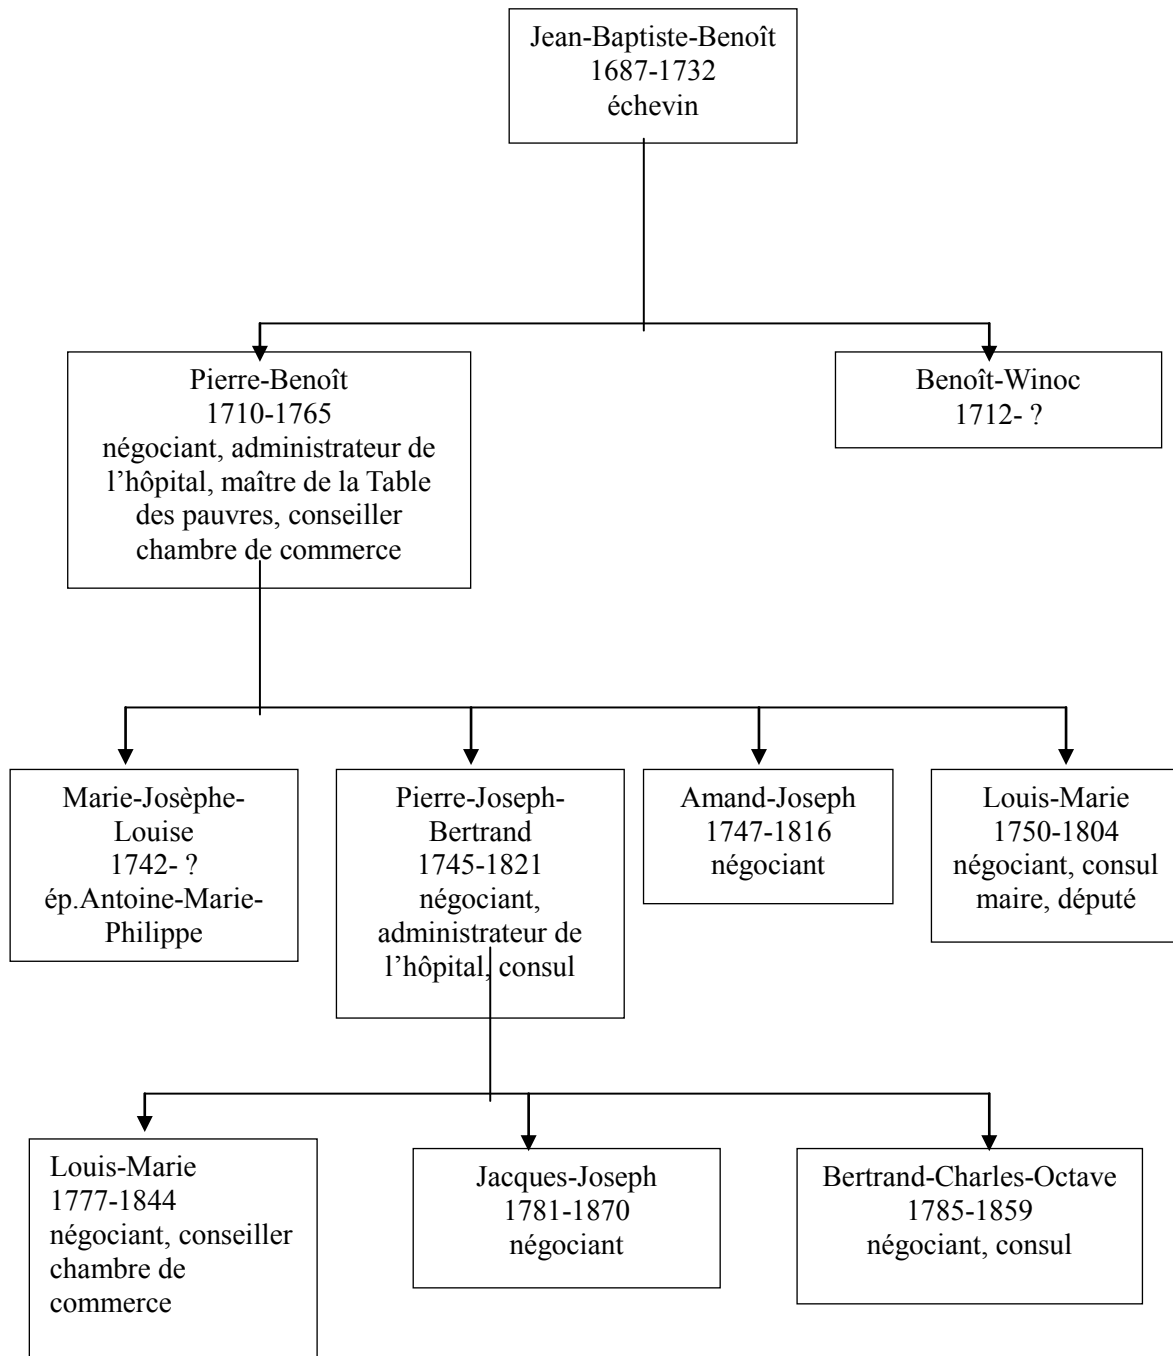 Jean-Baptiste-Benoît
1687-1732
échevin
Pierre-Benoît
1710-1765
négociant, administrateur de
l’hôpital, maître de la Table
des pauvres, conseiller
chambre de commerce
Benoît-Winoc
1712- ?
Marie-Josèphe-
Louise
1742- ?
ép.Antoine-Marie-
Philippe
Pierre-Joseph-
Bertrand
1745-1821
négociant,
administrateur de
l’hôpital, consul
Amand-Joseph
1747-1816
négociant
Louis-Marie
1750-1804
négociant, consul
maire, député
Louis-Marie
1777-1844
négociant, conseiller
chambre de
commerce
Jacques-Joseph
1781-1870
négociant
Bertrand-Charles-Octave
1785-1859
négociant, consul